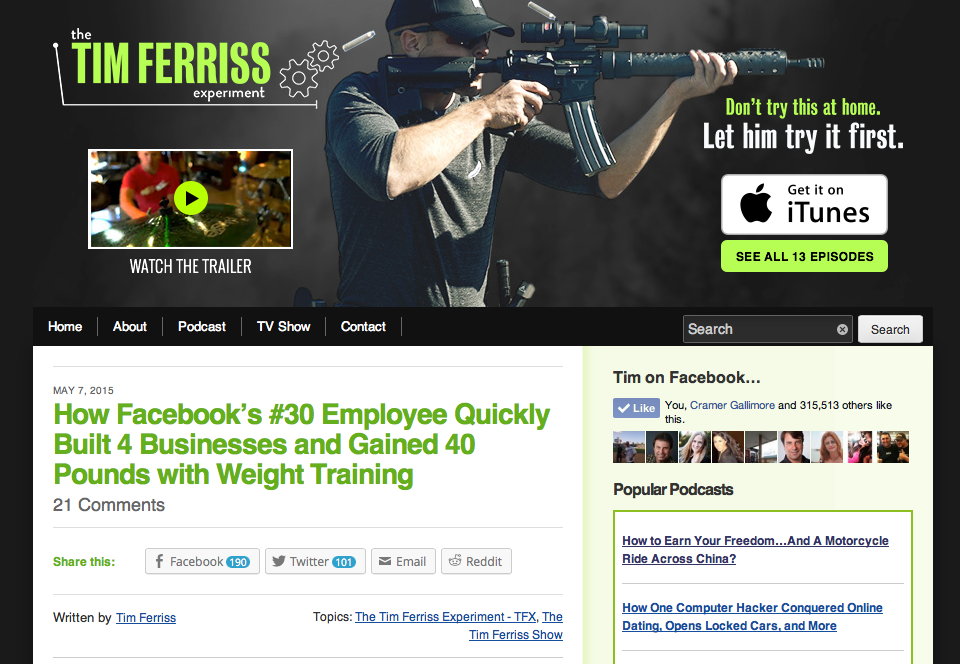 the
TIM FERRISS
experiment
Don't try this at home.
Let him try it first.
Get it on
iTunes
SEE ALL 13 EPISODES
WATCH THE TRAILER
Home
About
Podcast
TV Show
Contact
Search
Search
MAY 7, 2015
How Facebook’s #30 Employee Quickly
Built 4 Businesses and Gained 40
Pounds with Weight Training
21 Comments
Share this:
Facebook 190
Twitter 101
Email
Reddit
Written by Tim Ferriss
Topics: The Tim Ferriss Experiment - TFX, The
Tim Ferriss Show
Tim on Facebook…
Like
You, Cramer Gallimore and 315,513 others like
this.
Popular Podcasts
How to Earn Your Freedom…And A Motorcycle
Ride Across China?
How One Computer Hacker Conquered Online
Dating, Opens Locked Cars, and More